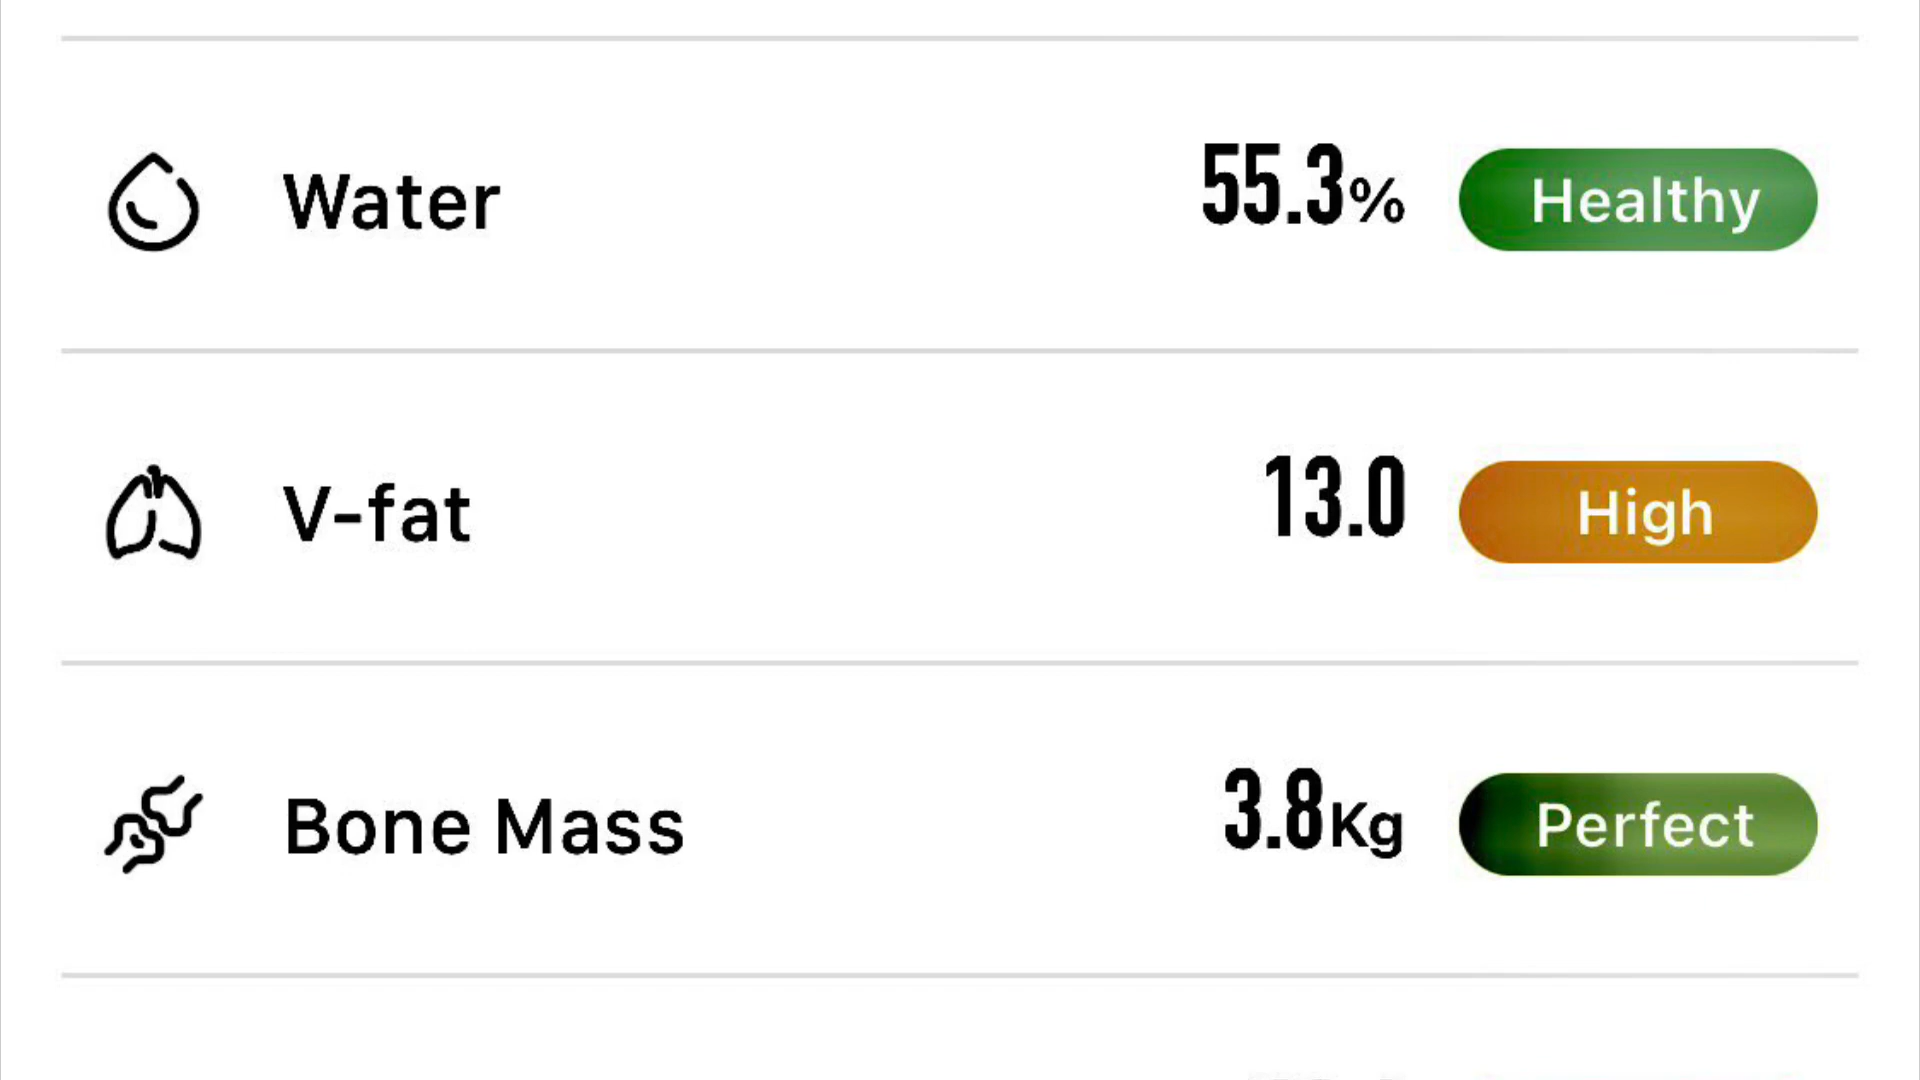 Water 55.3% Healthy
V-fat 13.0 High
Bone Mass 3.8Kg Perfect